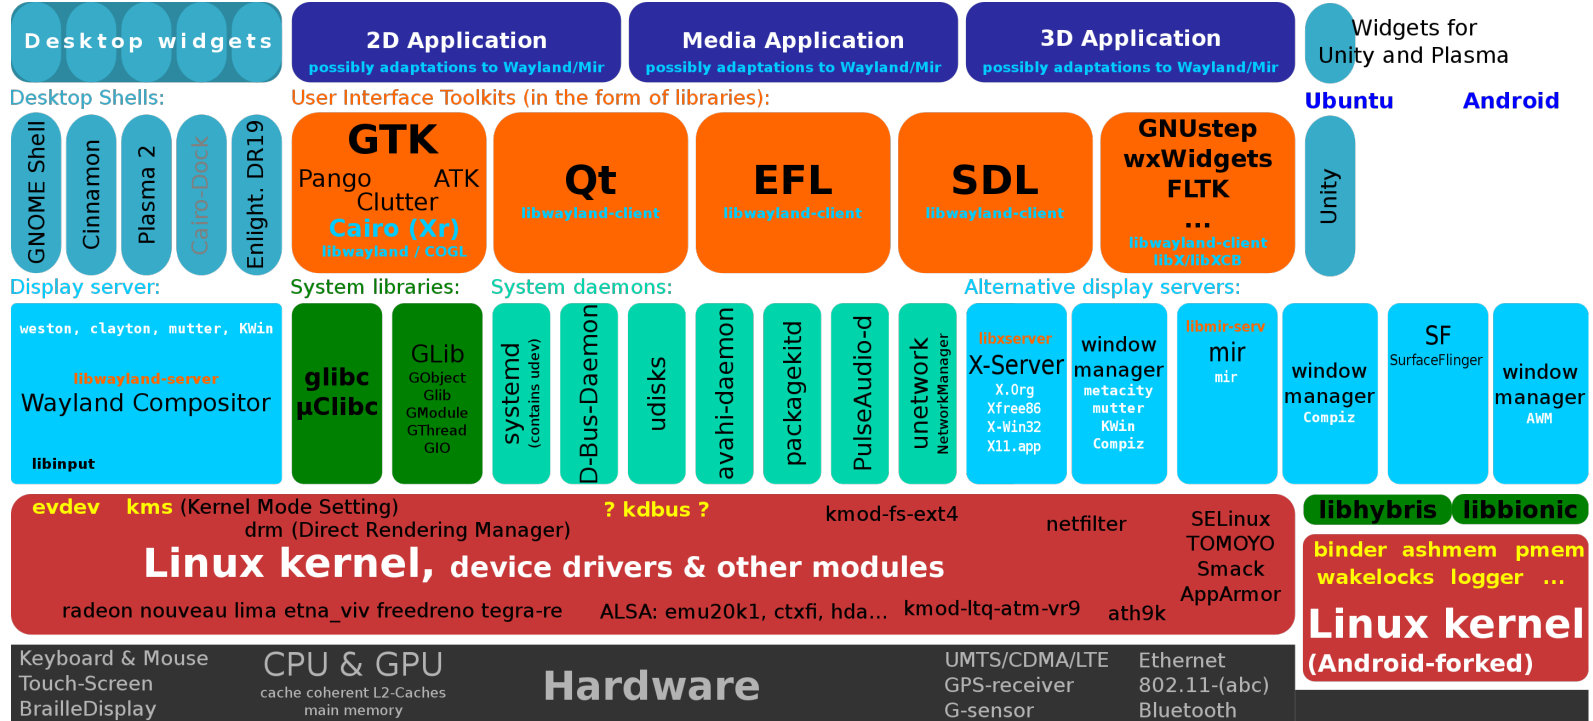 Desktop widgets
2D Application
possibly adaptations to Wayland/Mir
Media Application
possibly adaptations to Wayland/Mir
3D Application
possibly adaptations to Wayland/Mir
Widgets for
Unity and Plasma
Desktop Shells:
User Interface Toolkits (in the form of libraries):
Ubuntu
Android
GNOME Shell
Cinnamon
Plasma 2
Cairo-Dock
Enlight. DR19
GTK
Pango ATK
Clutter
Cairo (Xr)
libwayland / COGL
Qt
libwayland-client
EFL
libwayland-client
SDL
libwayland-client
GNUstep
wxWidgets
FLTK
...
libwayland-client
libX/libXCB
Unity
Display server:
System libraries:
System daemons:
Alternative display servers:
weston, clayton, mutter, KWin
libwayland-server
Wayland Compositor
libinput
glibc
µClibc
GLib
GObject
Glib
GModule
GThread
GIO
systemd
(contains udev)
D-Bus-Daemon
udisks
avahi-daemon
packagekitd
PulseAudio-d
unetwork
NetworkManager
libxserver
X-Server
X.Org
Xfree86
X-Win32
X11.app
window
manager
metacity
mutter
KWin
Compiz
libmir-serv
mir
mir
window
manager
Compiz
SF
SurfaceFlinger
window
manager
AWM
evdev kms (Kernel Mode Setting)
drm (Direct Rendering Manager)
? kdbus ?
kmod-fs-ext4
netfilter
SELinux
TOMOYO
Smack
AppArmor
Linux kernel, device drivers & other modules
radeon nouveau lima etna_viv freedreno tegra-re
ALSA: emu20k1, ctxfi, hda...
kmod-ltq-atm-vr9
ath9k
libhybris
libbionic
binder ashmem pmem
wakelocks logger ...
Linux kernel
(Android-forked)
Keyboard & Mouse
Touch-Screen
BrailleDisplay
CPU & GPU
cache coherent L2-Caches
main memory
Hardware
UMTS/CDMA/LTE
GPS-receiver
G-sensor
Ethernet
802.11-(abc)
Bluetooth